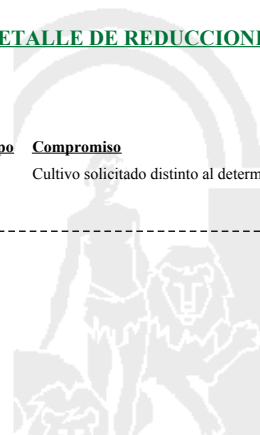 ETALLE DE REDUCCION
po Compromiso
Cultivo solicitado distinto al determ